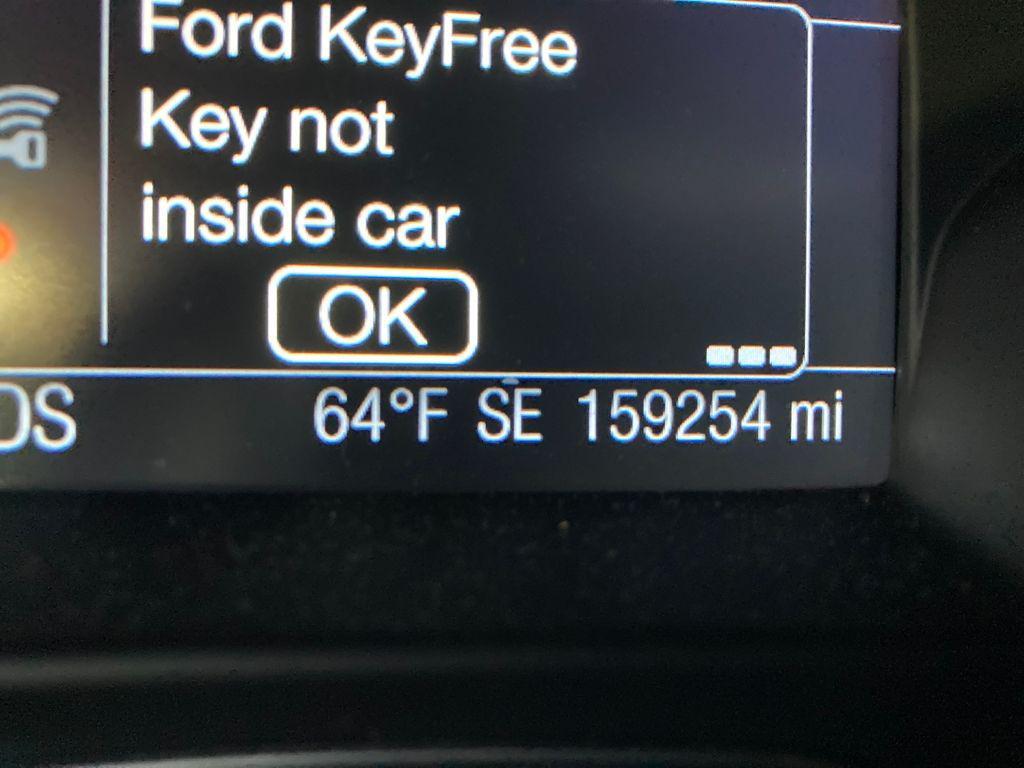 Ford KeyFree
Key not
inside car
OK
64°F SE 159254 mi